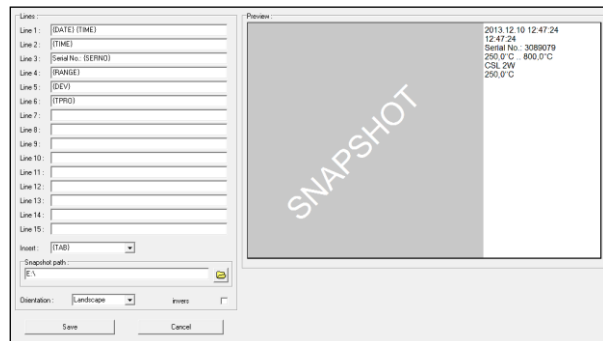 Lines :
Line 1 : {DATE} {TIME}
Line 2 : {TIME}
Line 3 : Serial No.: {SERNO}
Line 4 : {RANGE}
Line 5 : {DEV}
Line 6 : {TPRO}
Line 7 :
Line 8 :
Line 9 :
Line 10 :
Line 11 :
Line 12 :
Line 13 :
Line 14 :
Line 15 :
Insert : {TAB}
Snapshot path :
E:\
Orientation : Landscape invers
Save Cancel
Preview :
SNAPSHOT
2013.12.10 12:47:24
12:47:24
Serial No.: 3089079
250,0°C .. 800,0°C
CSL 2W
250,0°C